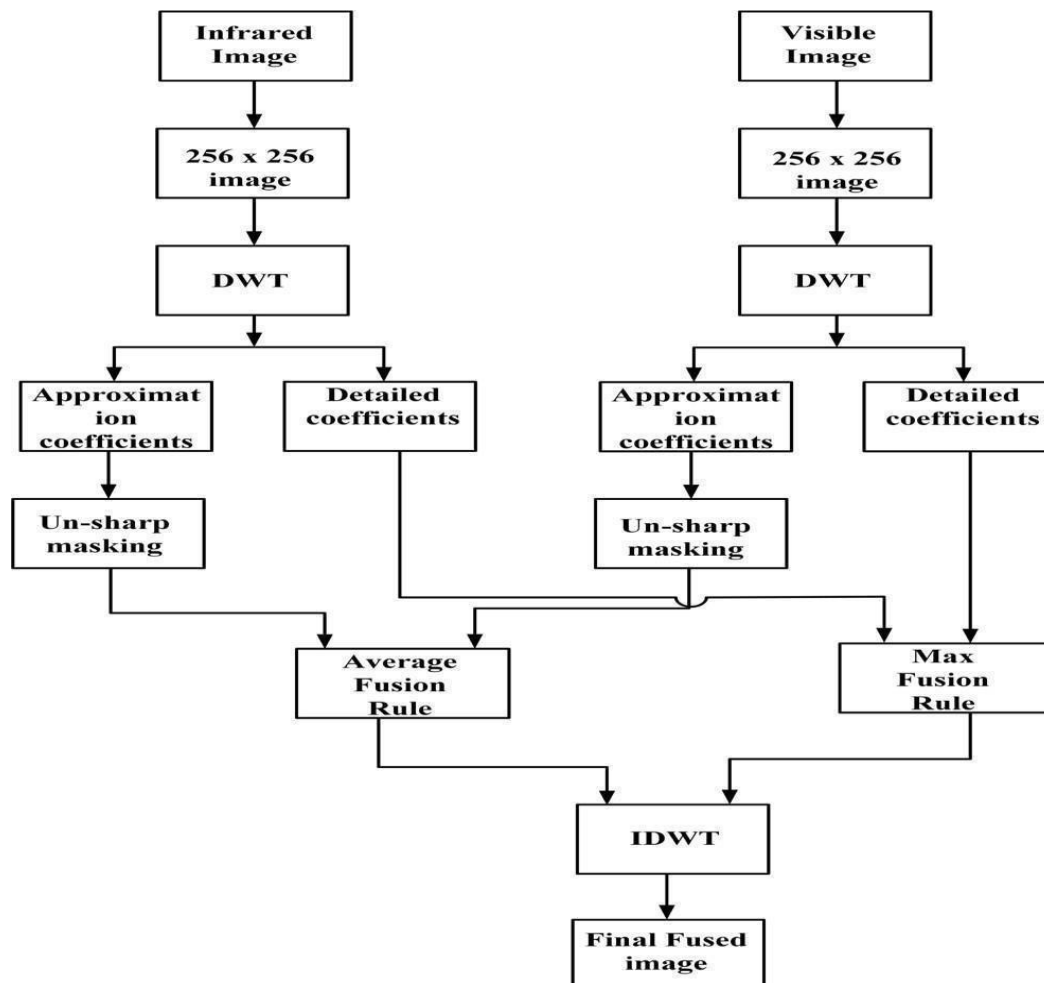 Infrared
Image
Visible
Image
256 x 256
image
256 x 256
image
DWT
DWT
Approximat
ion
coefficients
Detailed
coefficients
Approximat
ion
coefficients
Detailed
coefficients
Un-sharp
masking
Un-sharp
masking
Average
Fusion
Rule
Max
Fusion
Rule
IDWT
Final Fused
image